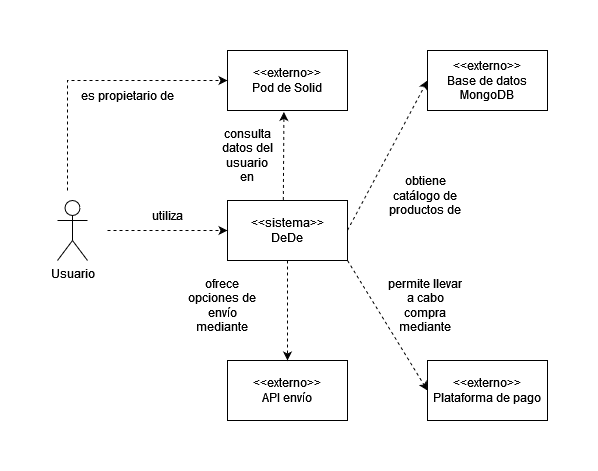 <<externo>>
Pod de Solid
<<externo>>
Base de datos
MongoDB
es propietario de
consulta
datos del
usuario
en
obtiene
catálogo de
productos de
utiliza
<<sistema>>
DeDe
Usuario
ofrece
opciones de
envío
mediante
permite llevar
a cabo
compra
mediante
<<externo>>
API envío
<<externo>>
Plataforma de pago